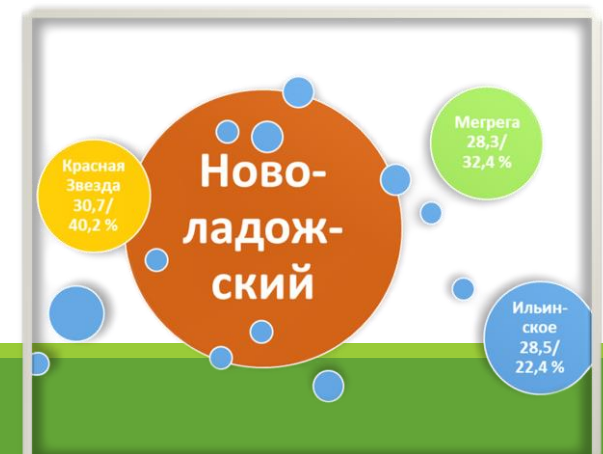 Ново-
ладож-
ский
Красная
Звезда
30,7/
40,2 %
Мегрега
28,3/
32,4 %
Ильин-
ское
28,5/
22,4 %